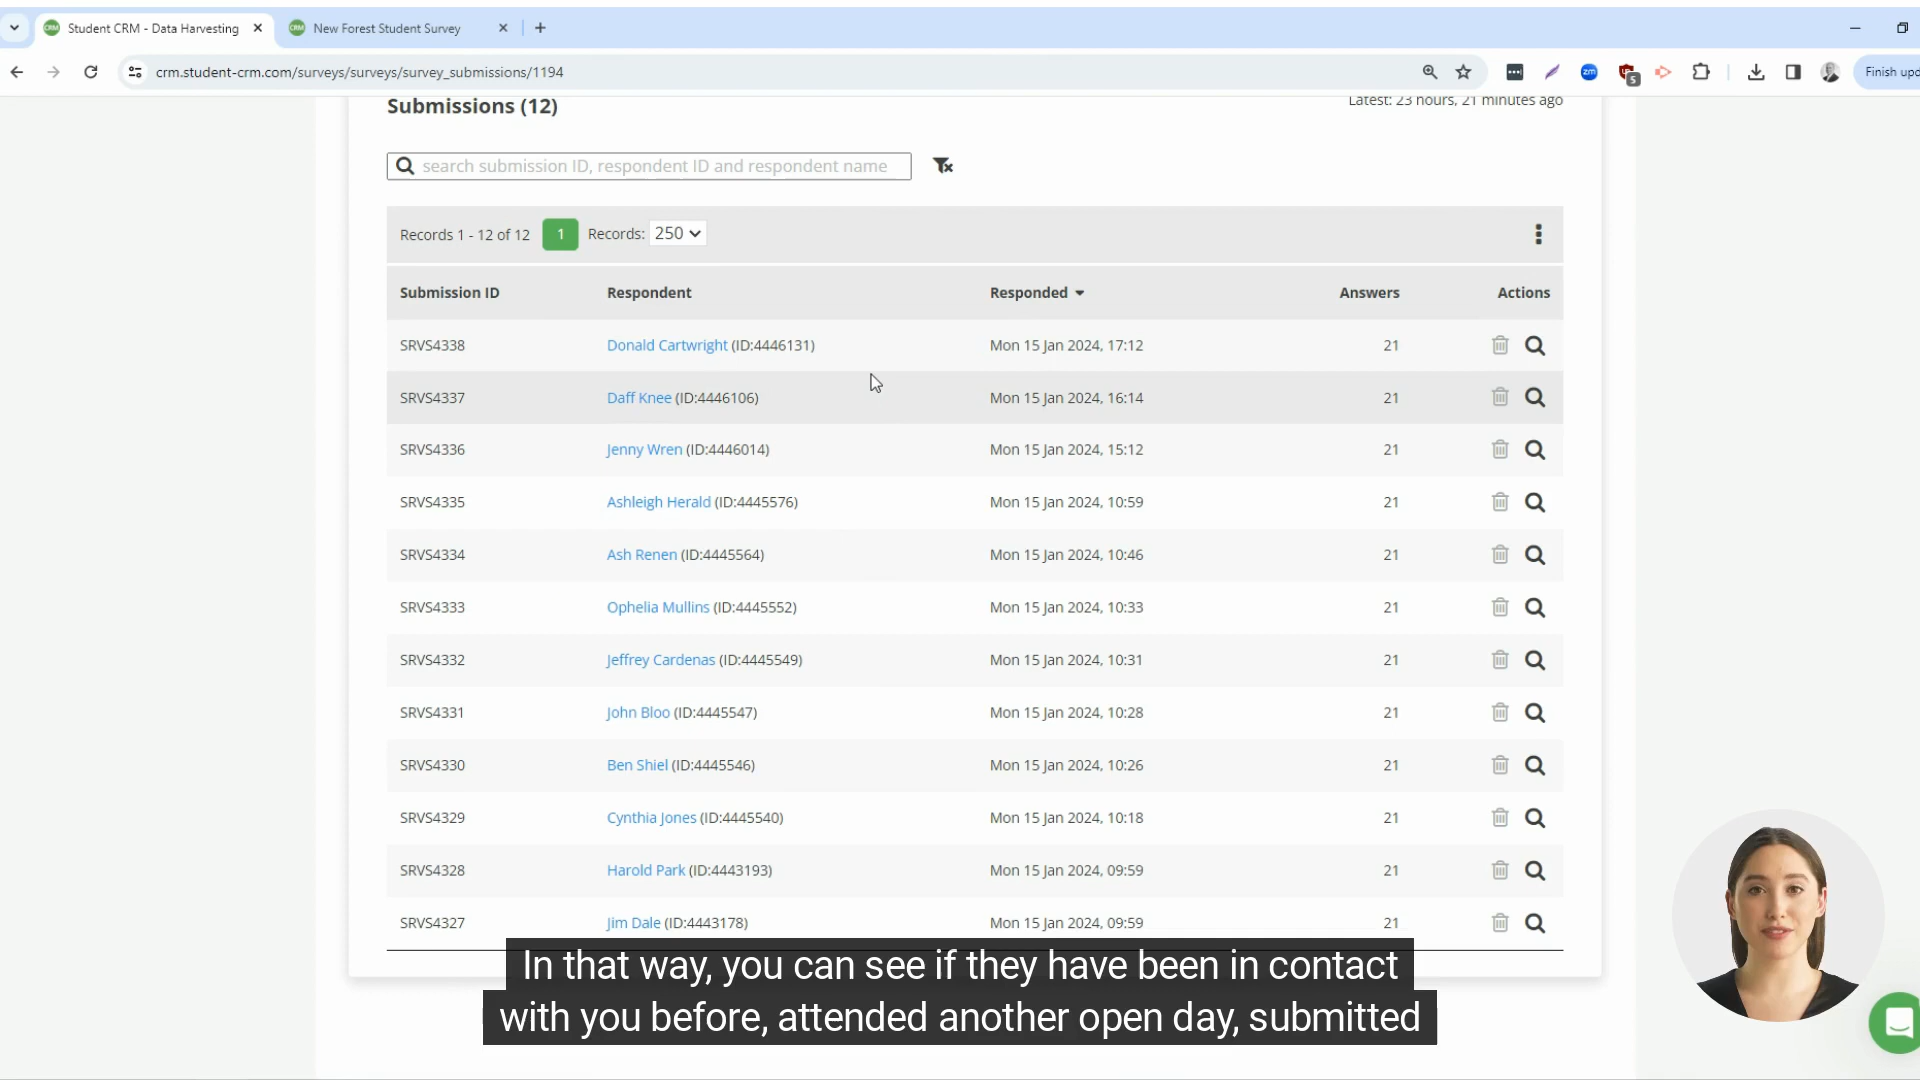 Student CRM - Data Harvesting
New Forest Student Survey
crm.student-crm.com/surveys/surveys/survey_submissions/1194
zm
5
Finish upd
Submissions (12)
Latest: 23 hours, 21 minutes ago
search submission ID, respondent ID and respondent name
Records 1 - 12 of 12 1 Records: 250
Submission ID Respondent Responded Answers Actions
SRVS4338 Donald Cartwright (ID:4446131) Mon 15 Jan 2024, 17:12 21
SRVS4337 Daff Knee (ID:4446106) Mon 15 Jan 2024, 16:14 21
SRVS4336 Jenny Wren (ID:4446014) Mon 15 Jan 2024, 15:12 21
SRVS4335 Ashleigh Herald (ID:4445576) Mon 15 Jan 2024, 10:59 21
SRVS4334 Ash Renen (ID:4445564) Mon 15 Jan 2024, 10:46 21
SRVS4333 Ophelia Mullins (ID:4445552) Mon 15 Jan 2024, 10:33 21
SRVS4332 Jeffrey Cardenas (ID:4445549) Mon 15 Jan 2024, 10:31 21
SRVS4331 John Bloo (ID:4445547) Mon 15 Jan 2024, 10:28 21
SRVS4330 Ben Shiel (ID:4445546) Mon 15 Jan 2024, 10:26 21
SRVS4329 Cynthia Jones (ID:4445540) Mon 15 Jan 2024, 10:18 21
SRVS4328 Harold Park (ID:4443193) Mon 15 Jan 2024, 09:59 21
SRVS4327 Jim Dale (ID:4443178) Mon 15 Jan 2024, 09:59 21
In that way, you can see if they have been in contact
with you before, attended another open day, submitted